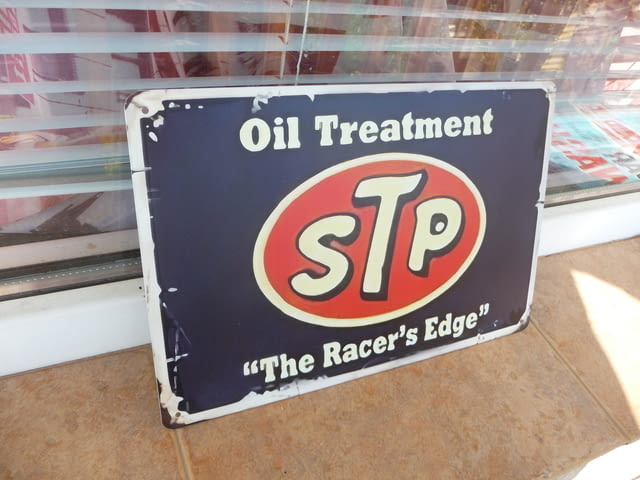 Oil Treatment
STP
“The Racer's Edge”